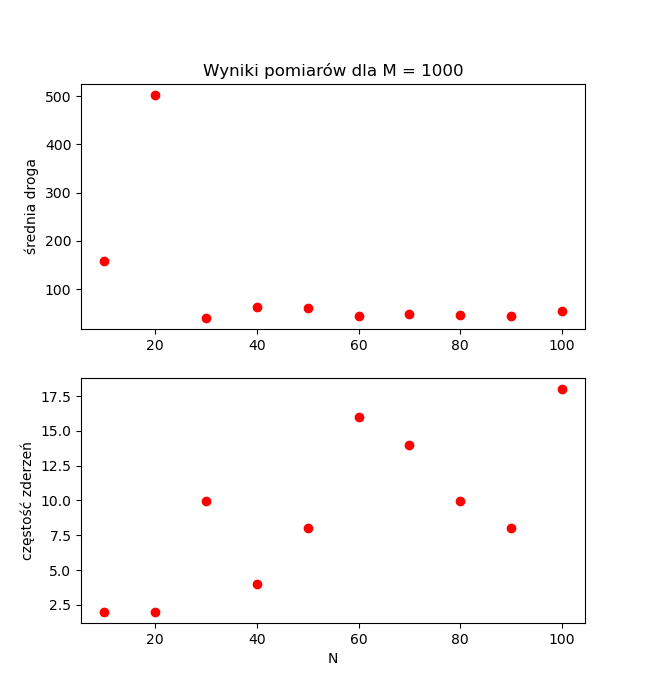 Wyniki pomiarów dla M = 1000
500
400
300
200
100
średnia droga
20 40 60 80 100
17.5
15.0
12.5
10.0
7.5
5.0
2.5
częstość zderzeń
20 40 60 80 100
N